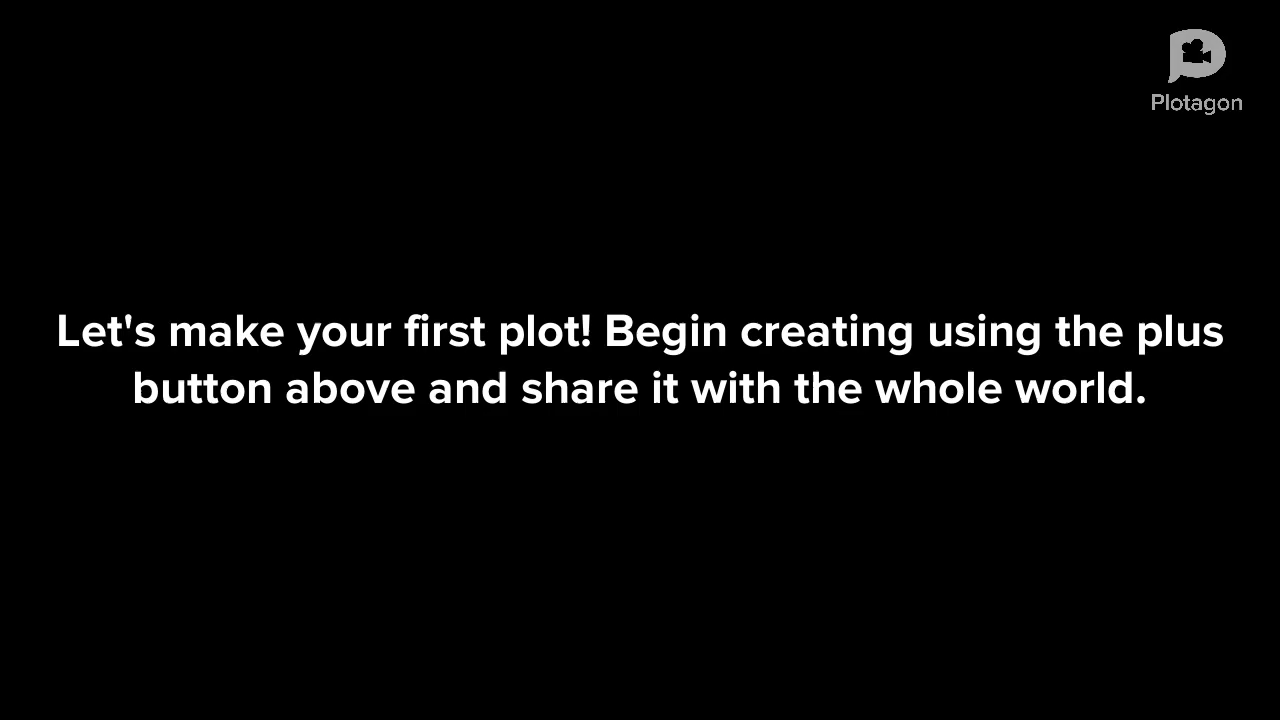 Plotagon
Let's make your first plot! Begin creating using the plus
button above and share it with the whole world.